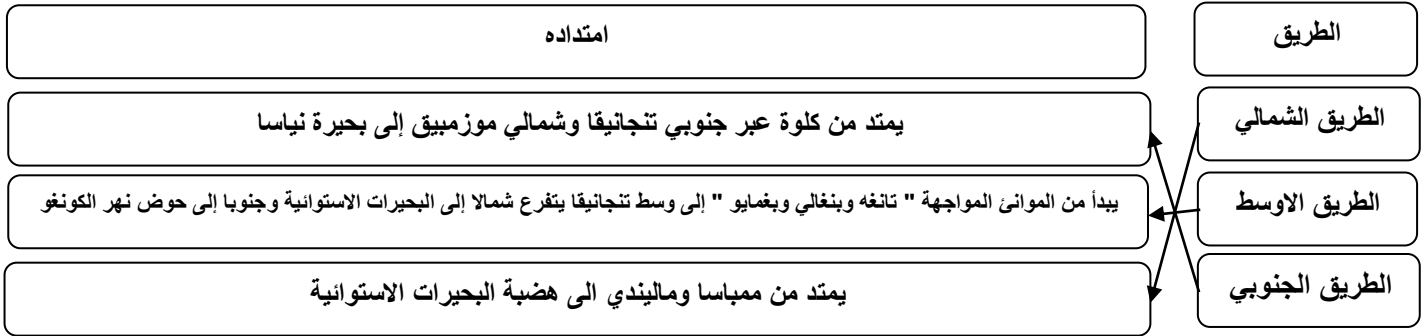 الطريق
امتداده
الطريق الشمالي
يمتد من كلوة عبر جنوبي تنجانيقا وشمالي موزمبيق إلى بحيرة نياسا
الطريق الاوسط
يبدأ من الموانئ المواجهة " تانغه وبنغالي وبغمايو " إلى وسط تنجانيقا يتفرع شمالا إلى البحيرات الاستوائية وجنوبا إلى حوض نهر الكونغو
الطريق الجنوبي
يمتد من ممباسا وماليندي الى هضبة البحيرات الاستوائية